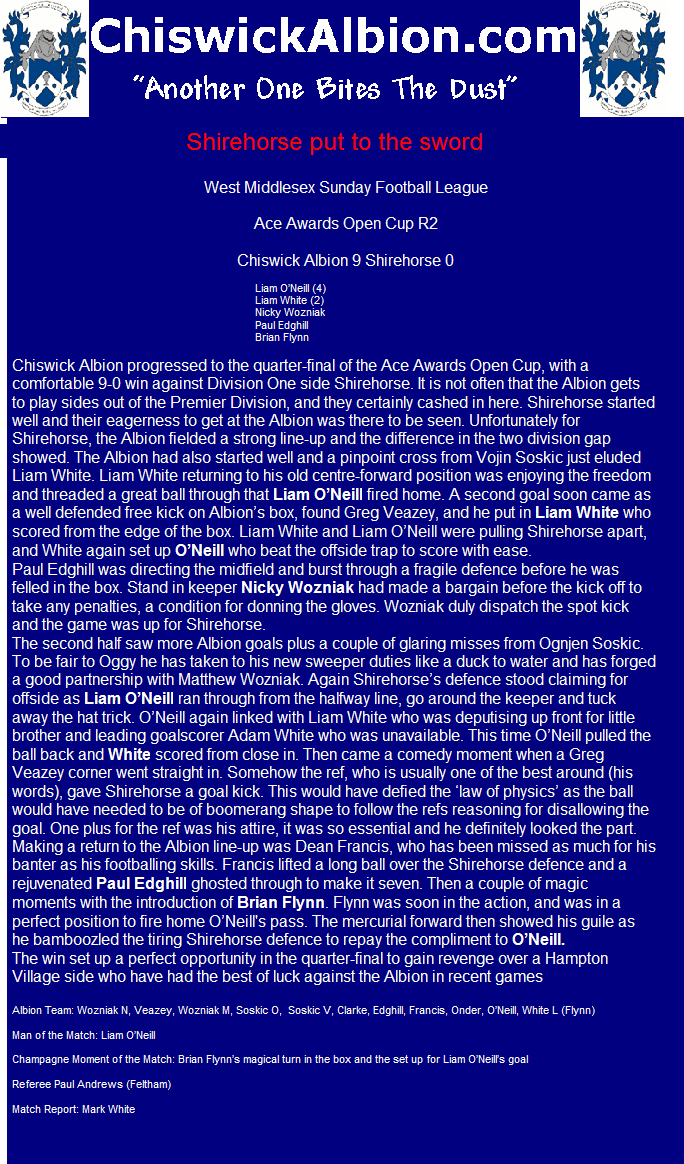 ChiswickAlbion.com
"Another One Bites The Dust"
Shirehorse put to the sword
West Middlesex Sunday Football League
Ace Awards Open Cup R2
Chiswick Albion 9 Shirehorse 0
Liam O'Neill (4)
Liam White (2)
Nicky Wozniak
Paul Edghill
Brian Flynn
Chiswick Albion progressed to the quarter-final of the Ace Awards Open Cup, with a
comfortable 9-0 win against Division One side Shirehorse. It is not often that the Albion gets
to play sides out of the Premier Division, and they certainly cashed in here. Shirehorse started
well and their eagerness to get at the Albion was there to be seen. Unfortunately for
Shirehorse, the Albion fielded a strong line-up and the difference in the two division gap
showed. The Albion had also started well and a pinpoint cross from Vojin Soskic just eluded
Liam White. Liam White returning to his old centre-forward position was enjoying the freedom
and threaded a great ball through that Liam O'Neill fired home. A second goal soon came as
a well defended free kick on Albion's box, found Greg Veazey, and he put in Liam White who
scored from the edge of the box. Liam White and Liam O'Neill were pulling Shirehorse apart,
and White again set up O'Neill who beat the offside trap to score with ease.
Paul Edghill was directing the midfield and burst through a fragile defence before he was
felled in the box. Stand in keeper Nicky Wozniak had made a bargain before the kick off to
take any penalties, a condition for donning the gloves. Wozniak duly dispatch the spot kick
and the game was up for Shirehorse.
The second half saw more Albion goals plus a couple of glaring misses from Ognjen Soskic.
To be fair to Oggy he has taken to his new sweeper duties like a duck to water and has forged
a good partnership with Matthew Wozniak. Again Shirehorse's defence stood claiming for
offside as Liam O'Neill ran through from the halfway line, go around the keeper and tuck
away the hat trick. O'Neill again linked with Liam White who was deputising up front for little
brother and leading goalscorer Adam White who was unavailable. This time O'Neill pulled the
ball back and White scored from close in. Then came a comedy moment when a Greg
Veazey corner went straight in. Somehow the ref, who is usually one of the best around (his
words), gave Shirehorse a goal kick. This would have defied the 'law of physics' as the ball
would have needed to be of boomerang shape to follow the refs reasoning for disallowing the
goal. One plus for the ref was his attire, it was so essential and he definitely looked the part.
Making a return to the Albion line-up was Dean Francis, who has been missed as much for his
banter as his footballing skills. Francis lifted a long ball over the Shirehorse defence and a
rejuvenated Paul Edghill ghosted through to make it seven. Then a couple of magic
moments with the introduction of Brian Flynn. Flynn was soon in the action, and was in a
perfect position to fire home O'Neill's pass. The mercurial forward then showed his guile as
he bamboozled the tiring Shirehorse defence to repay the compliment to O'Neill.
The win set up a perfect opportunity in the quarter-final to gain revenge over a Hampton
Village side who have had the best of luck against the Albion in recent games
Albion Team: Wozniak N, Veazey, Wozniak M, Soskic O,  Soskic V, Clarke, Edghill, Francis, Onder, O'Neill, White L (Flynn)
Man of the Match: Liam O'Neill
Champagne Moment of the Match: Brian Flynn's magical turn in the box and the set up for Liam O'Neill's goal
Referee Paul Andrews (Feltham)
Match Report: Mark White